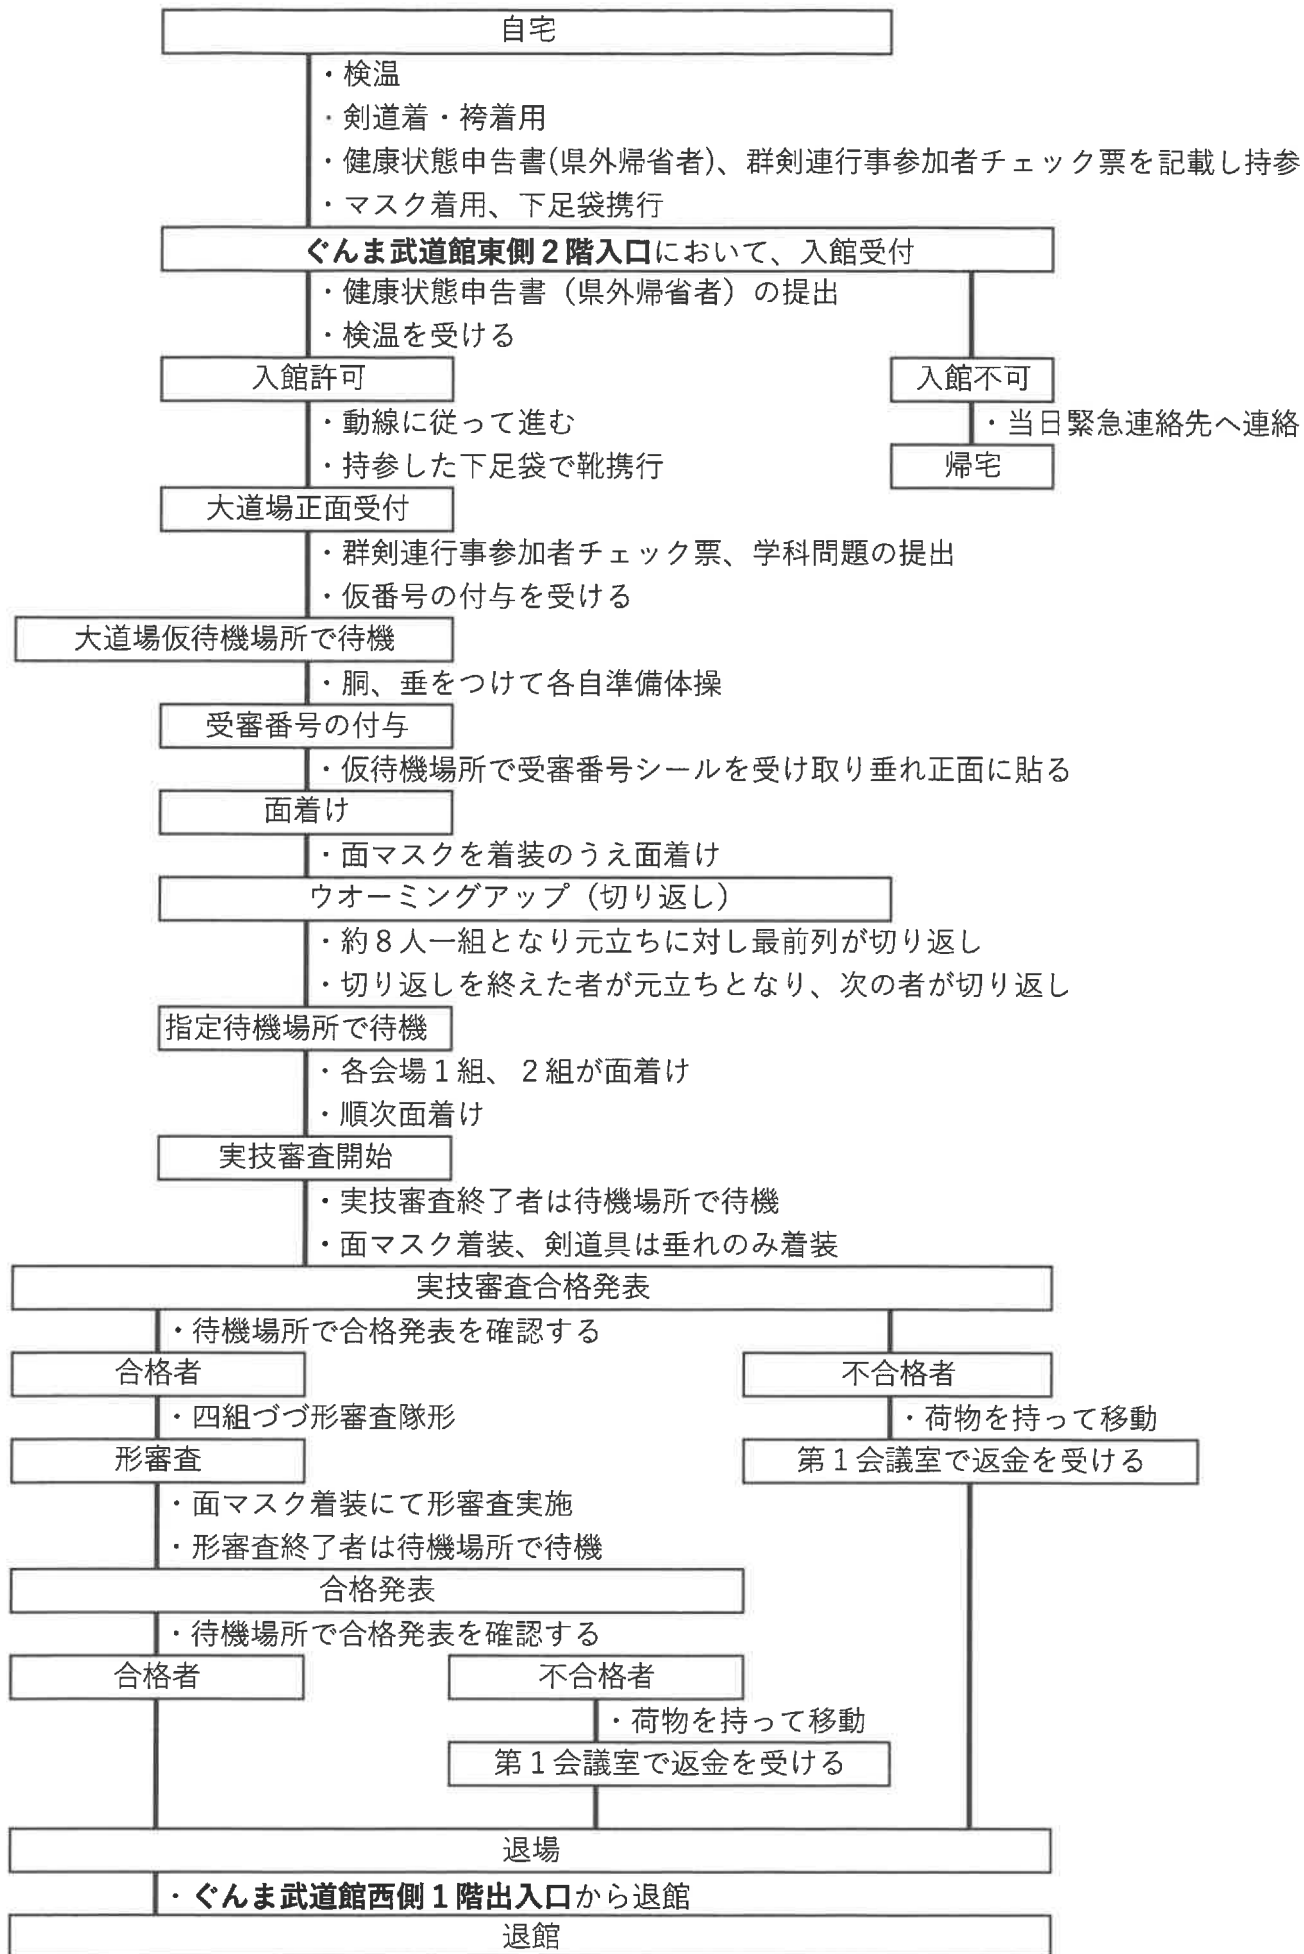 自宅
・検温
・剣道着・袴着用
・健康状態申告書(県外帰省者)、群剣連行事参加者チェック票を記載し持参
・マスク着用、下足袋携行
ぐんま武道館東側２階入口において、入館受付
・健康状態申告書（県外帰省者）の提出
・検温を受ける
入館許可
入館不可
・動線に従って進む
・当日緊急連絡先へ連絡
・持参した下足袋で靴携行
帰宅
大道場正面受付
・群剣連行事参加者チェック票、学科問題の提出
・仮番号の付与を受ける
大道場仮待機場所で待機
・胴、垂をつけて各自準備体操
受審番号の付与
・仮待機場所で受審番号シールを受け取り垂れ正面に貼る
面着け
・面マスクを着装のうえ面着け
ウオーミングアップ（切り返し）
・約８人一組となり元立ちに対し最前列が切り返し
・切り返しを終えた者が元立ちとなり、次の者が切り返し
指定待機場所で待機
・各会場１組、２組が面着け
・順次面着け
実技審査開始
・実技審査終了者は待機場所で待機
・面マスク着装、剣道具は垂れのみ着装
実技審査合格発表
・待機場所で合格発表を確認する
合格者
不合格者
・四組づづ形審査隊形
・荷物を持って移動
形審査
第１会議室で返金を受ける
・面マスク着装にて形審査実施
・形審査終了者は待機場所で待機
合格発表
・待機場所で合格発表を確認する
合格者
不合格者
・荷物を持って移動
第１会議室で返金を受ける
退場
・ぐんま武道館西側１階出入口から退館
退館